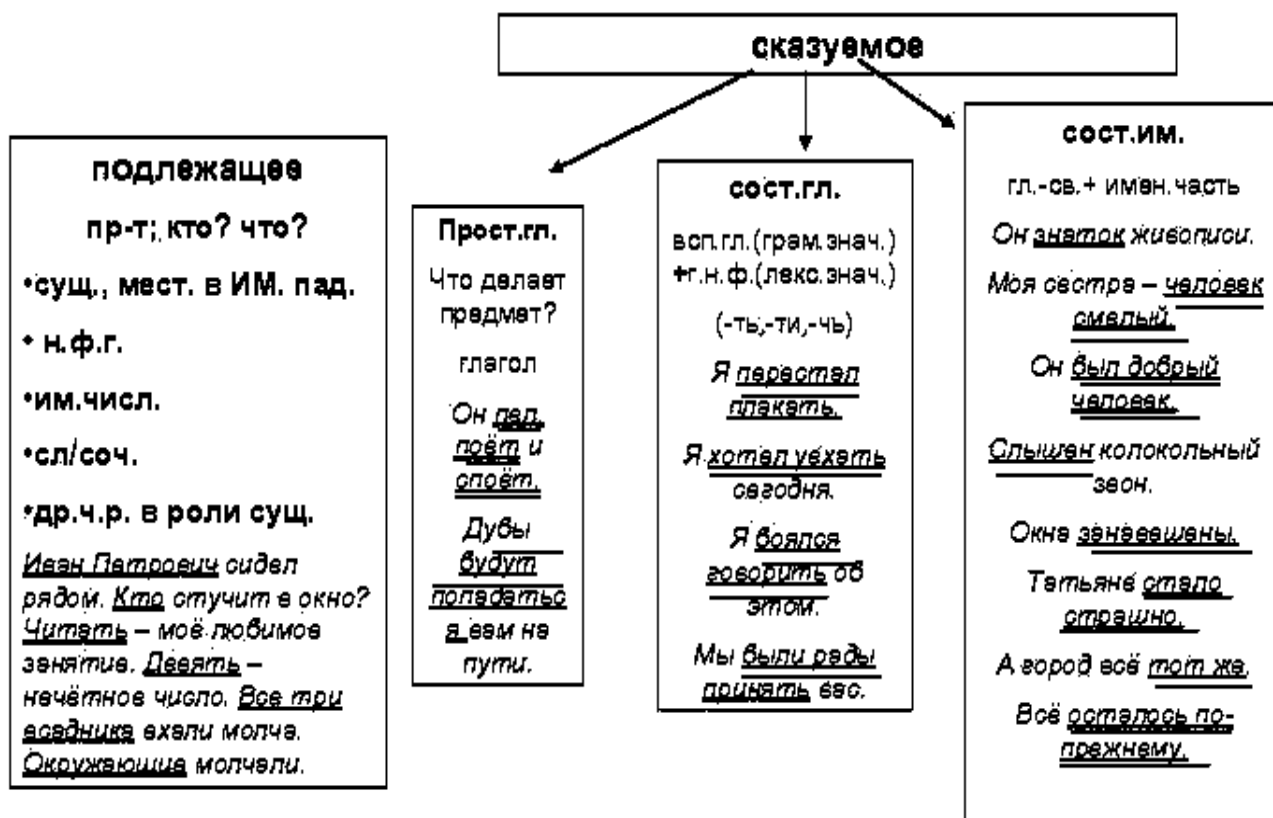 сказуемое
подлежащее
пр-т; кто? что?
•сущ., мест. в ИМ. пад.
• н.ф.г.
•им.числ.
•сл/соч.
•др.ч.р. в роли сущ.
Иван Петрович сидел
рядом. Кто стучит в окно?
Читать – моё любимое
занятие. Девять –
нечётное число. Все три
всадника ехали молча.
Окружающие молчали.
Прост.гл.
Что делает
предмет?
глагол
Он пел,
поёт и
споёт.
Дубы
будут
попадатьс
я вам на
пути.
сост.гл.
всп.гл.(грам.знач.)
+г.н.ф.(лекс.знач.)
(-ть,-ти,-чь)
Я перестал
плакать.
Я хотел уехать
сегодня.
Я боялся
говорить об
этом.
Мы были рады
принять вас.
сост.им.
гл.-св.+ имен.часть
Он знаток живописи.
Моя сестра – человек
смелый.
Он был добрый
человек.
Слышен колокольный
звон.
Окна занавешаны.
Татьяне стало
страшно.
А город всё тот же.
Всё осталось по-
прежнему.